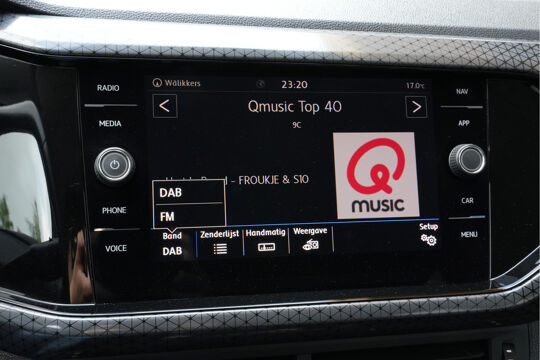 RADIO
MEDIA
PHONE
VOICE
Wölikkers 23:20 17.0°C
Qmusic Top 40
9C
- FROUKJE & S10
MUSIC
DAB
FM
Band Zenderlijst Handmatig Weergave Setup
DAB
NAV
APP
CAR
MENU